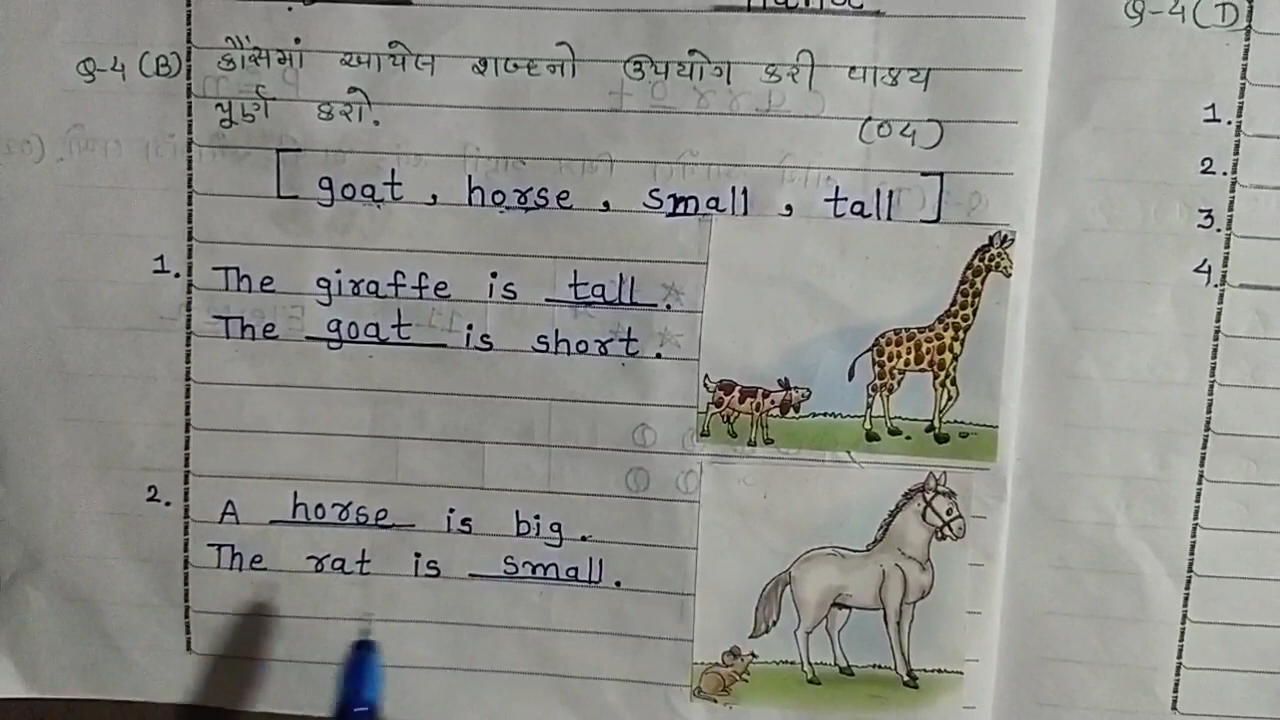 Q-4 (D)
Q-4 (B) કૌંસમાં આપેલ શબ્દનો ઉપયોગ કરી વાક્ય
પૂર્ણ કરો. (04)
[ goat , horse , small , tall ]
1. The giraffe is tall.
The goat is short.
2. A horse is big.
The rat is small.
1.
2.
3.
4.